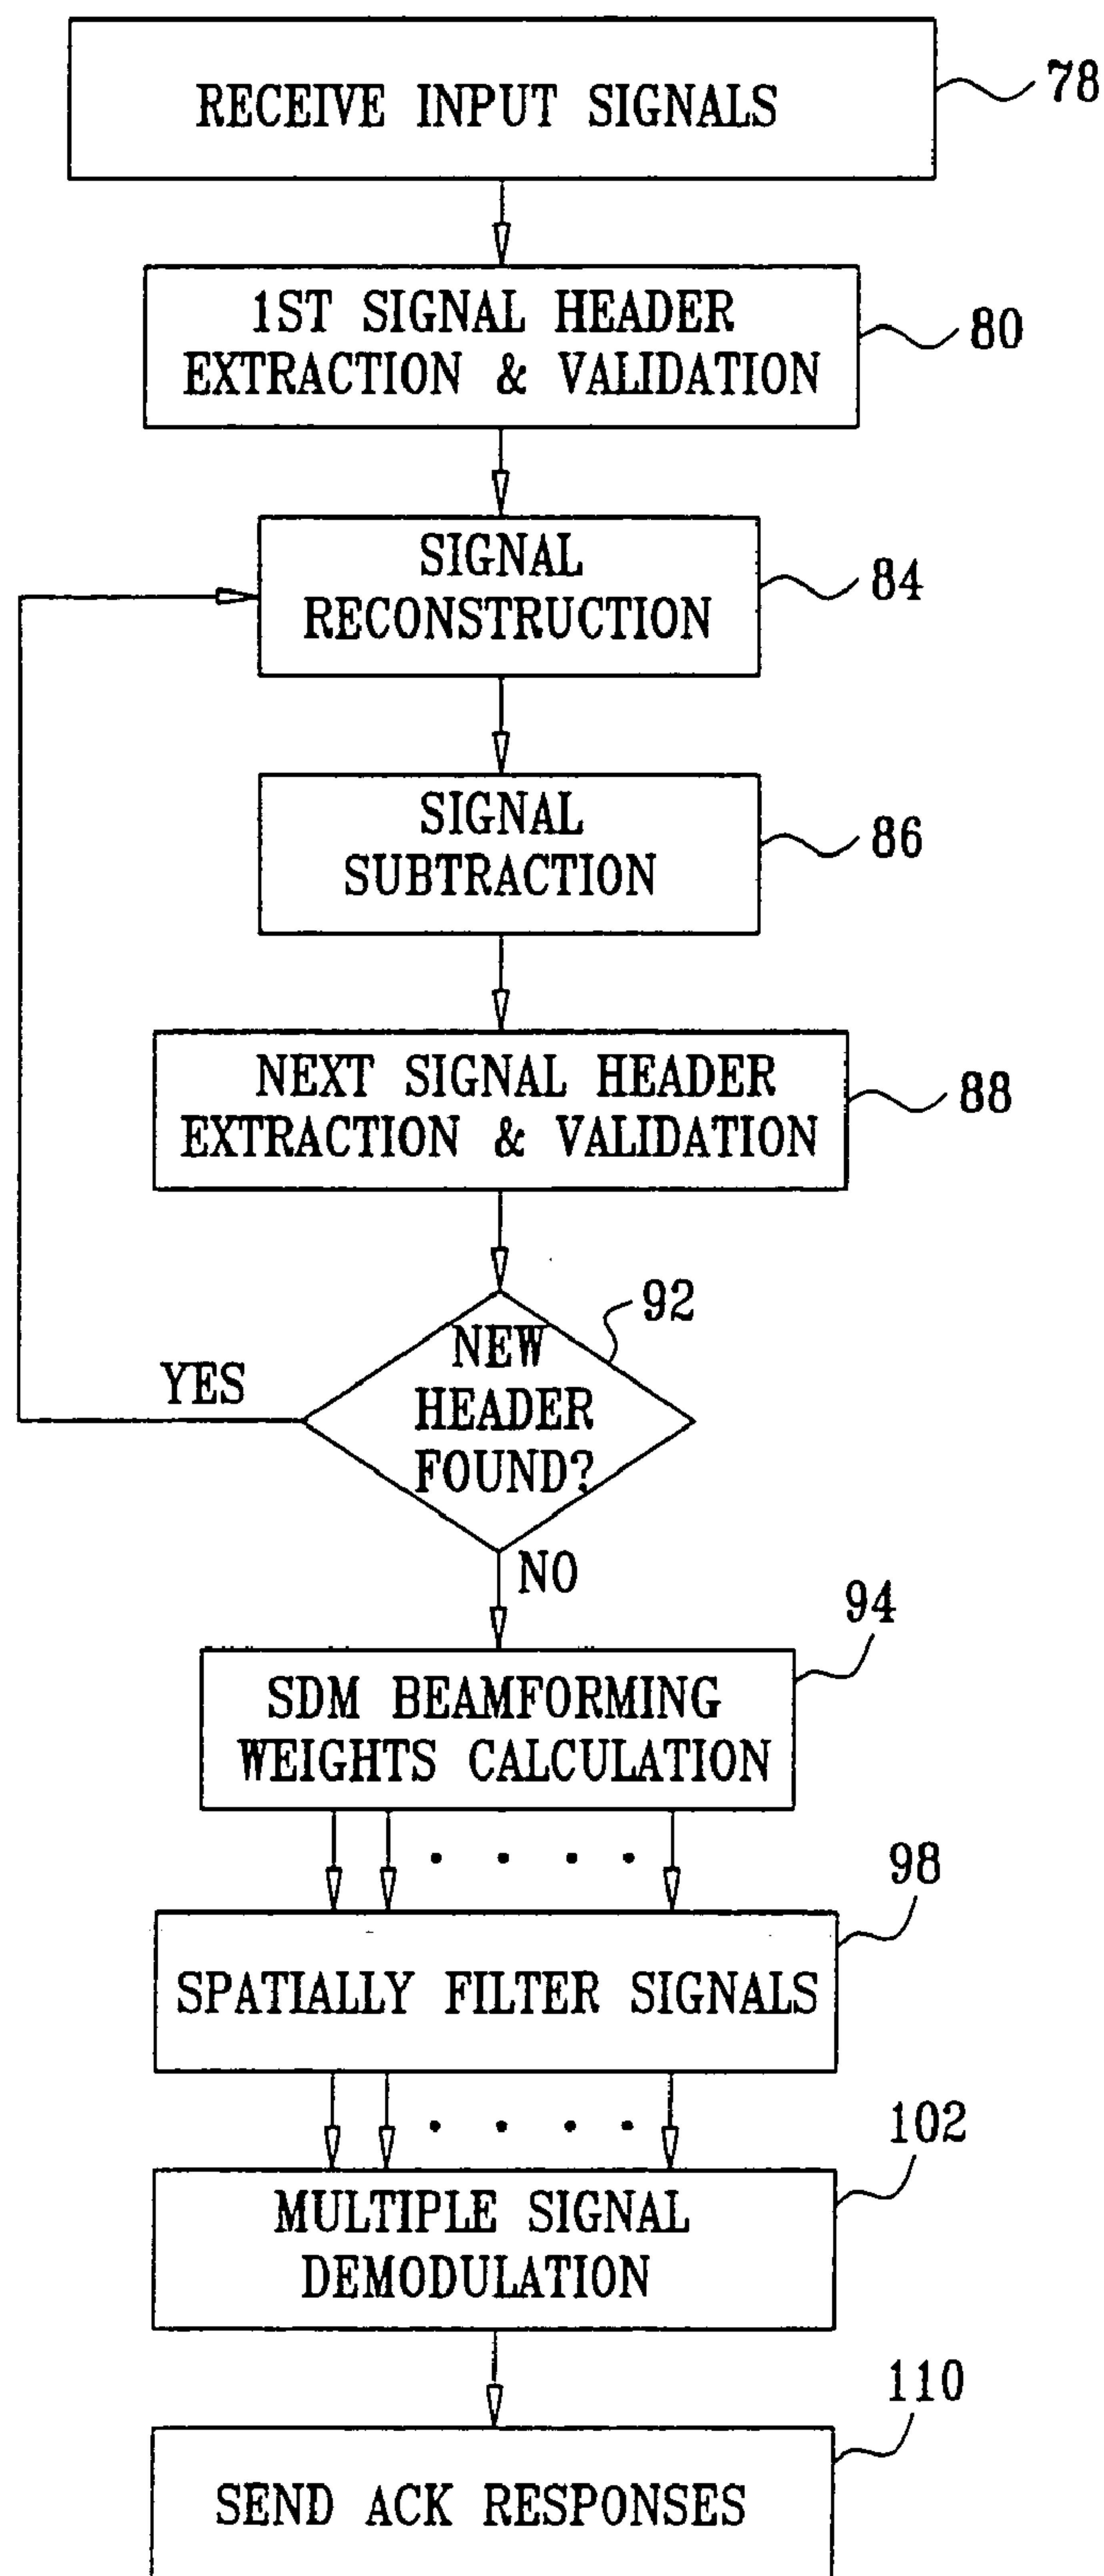 RECEIVE INPUT SIGNALS
78
1ST SIGNAL HEADER
EXTRACTION & VALIDATION
80
SIGNAL
RECONSTRUCTION
84
SIGNAL
SUBTRACTION
86
NEXT SIGNAL HEADER
EXTRACTION & VALIDATION
88
92
NEW
HEADER
FOUND?
YES
NO
94
SDM BEAMFORMING
WEIGHTS CALCULATION
98
SPATIALLY FILTER SIGNALS
102
MULTIPLE SIGNAL
DEMODULATION
110
SEND ACK RESPONSES